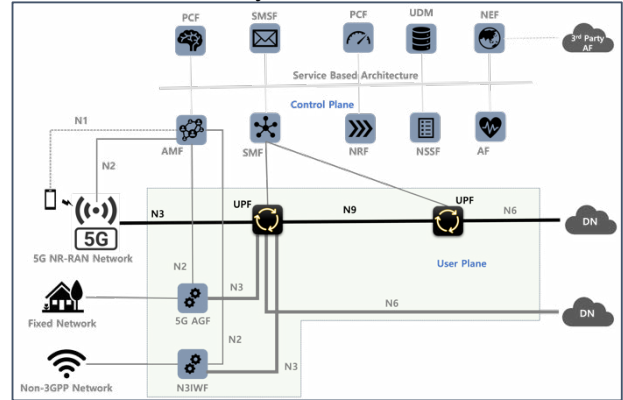 PCF
SMSF
PCF
UDM
NEF
3rd Party
AF
Service Based Architecture
Control Plane
N1
AMF
SMF
NRF
NSSF
AF
N2
UPF
UPF
N3
N9
N6
DN
5G
5G NR-RAN Network
User Plane
N2
N3
N6
DN
Fixed Network
5G AGF
N2
N3
Non-3GPP Network
N3IWF